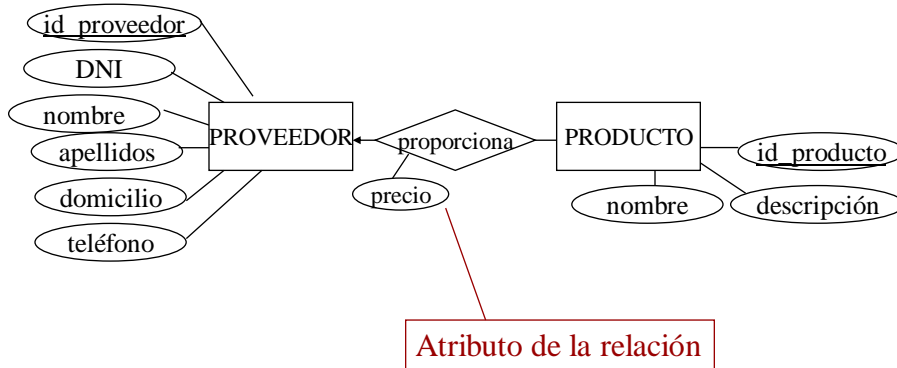 id_proveedor
DNI
nombre
apellidos
domicilio
teléfono
PROVEEDOR
proporciona
precio
PRODUCTO
id_producto
nombre
descripción
Atributo de la relación